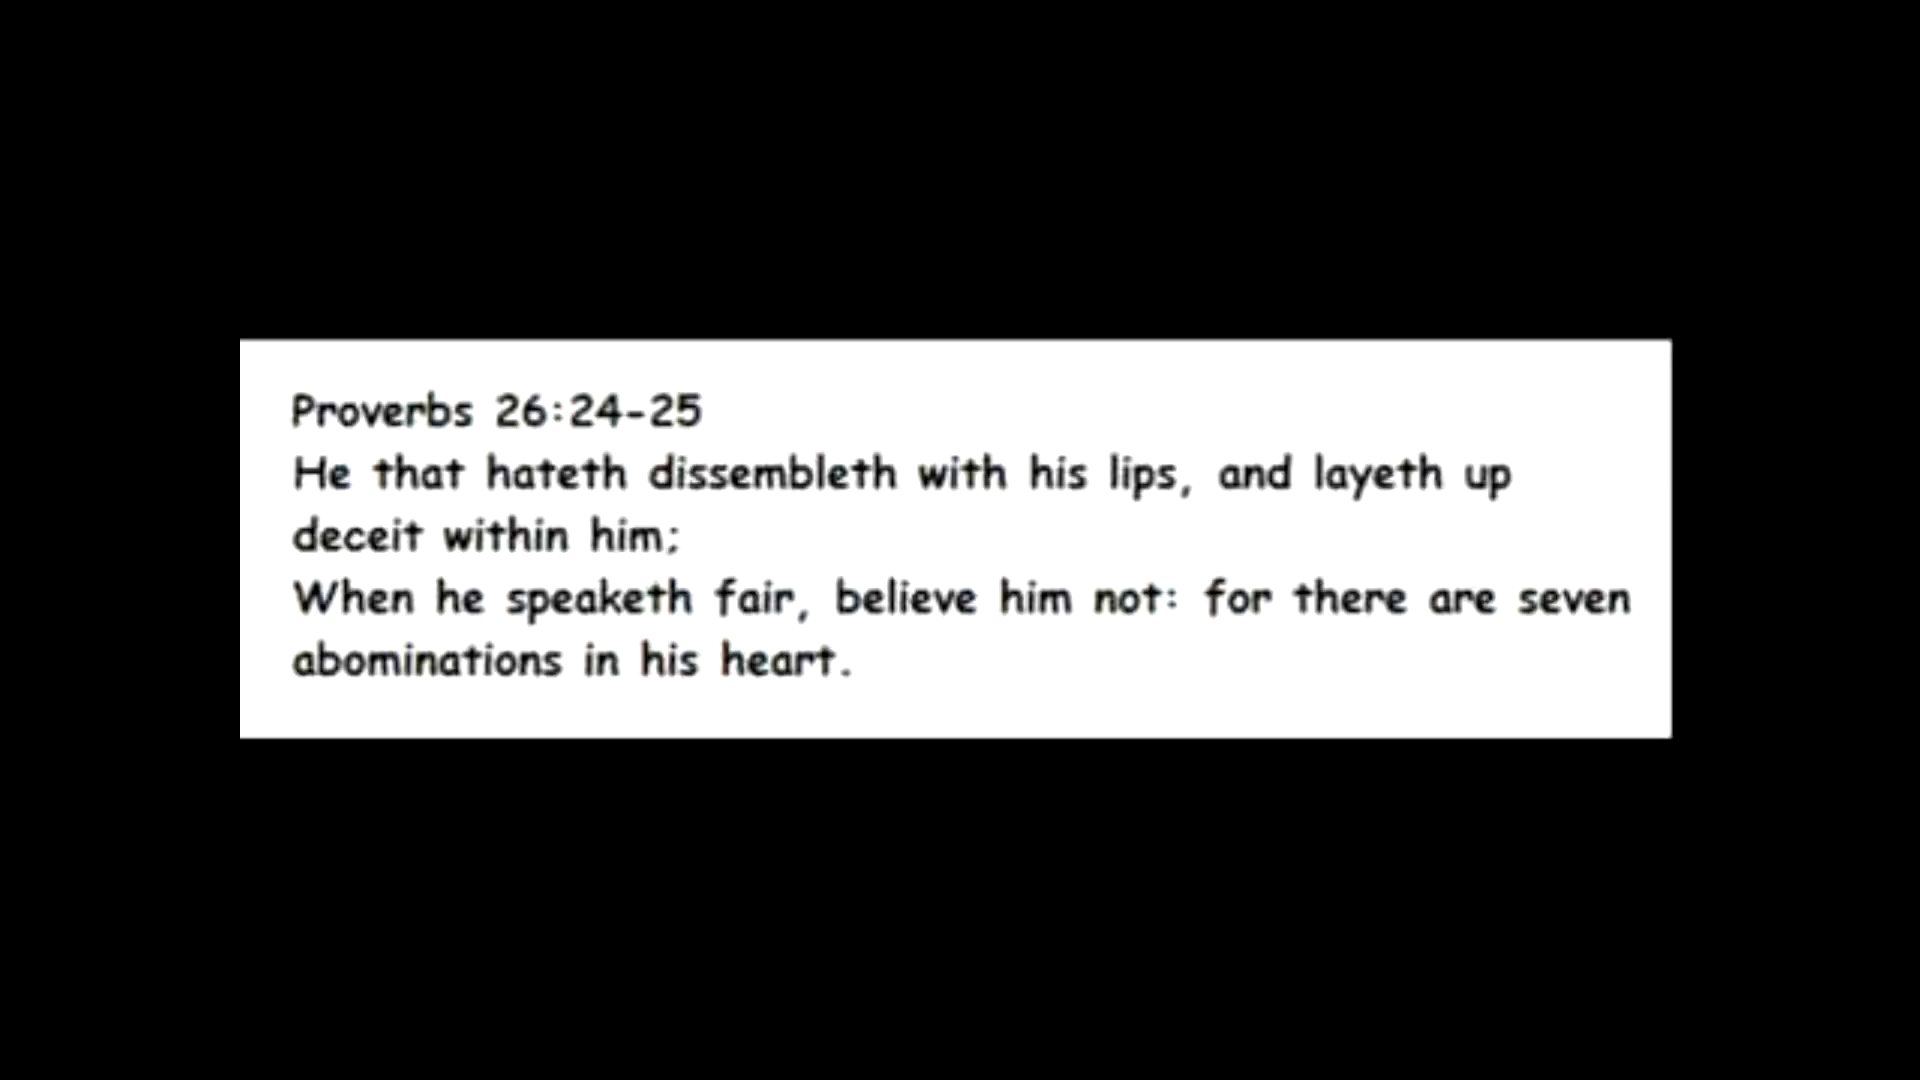 Proverbs 26:24-25
He that hateth dissembleth with his lips, and layeth up
deceit within him;
When he speaketh fair, believe him not: for there are seven
abominations in his heart.